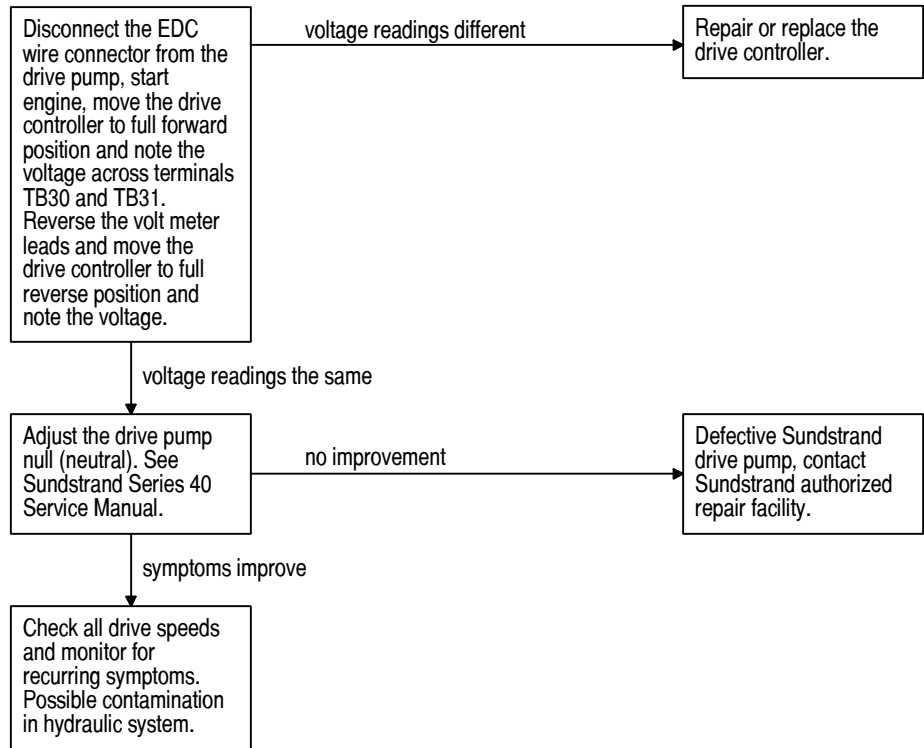 Disconnect the EDC
wire connector from the
drive pump, start
engine, move the drive
controller to full forward
position and note the
voltage across terminals
TB30 and TB31.
Reverse the volt meter
leads and move the
drive controller to full
reverse position and
note the voltage.
voltage readings different
Repair or replace the
drive controller.
voltage readings the same
Adjust the drive pump
null (neutral). See
Sundstrand Series 40
Service Manual.
no improvement
Defective Sundstrand
drive pump, contact
Sundstrand authorized
repair facility.
symptoms improve
Check all drive speeds
and monitor for
recurring symptoms.
Possible contamination
in hydraulic system.